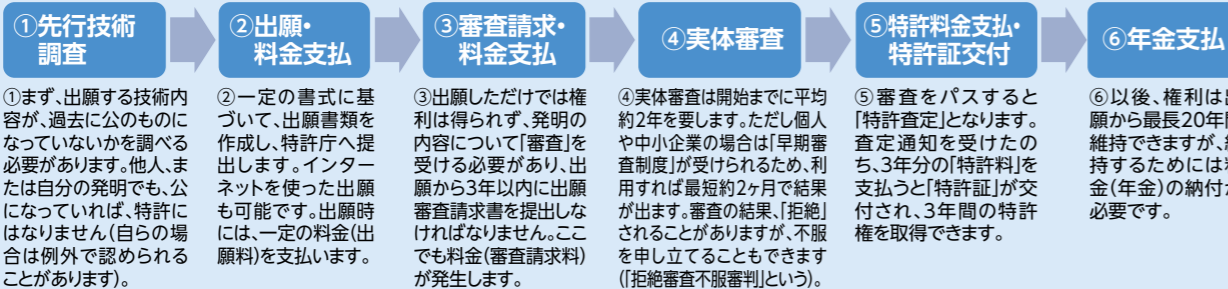 ①先行技術
調査
②出願・
料金支払
③審査請求・
料金支払
④実体審査
⑤特許料金支払・
特許証交付
⑥年金支払
①まず、出願する技術内
容が、過去に公のものに
なっていないかを調べる
必要があります。他人、ま
たは自分の発明でも、公
になっていれば、特許に
はなりません(自らの場
合は例外で認められる
ことがあります)。
②一定の書式に基
づいて、出願書類を
作成し、特許庁へ提
出します。インター
ネットを使った出願
も可能です。出願時
には、一定の料金(出
願料)を支払います。
③出願しただけでは権
利は得られず、発明の
内容について「審査」を
受ける必要があり、出
願から3年以内に出願
審査請求書を提出しな
ければなりません。ここ
でも料金(審査請求料)
が発生します。
④実体審査は開始までに平均
約2年を要します。ただし個人
や中小企業の場合は「早期審
査制度」が受けられるため、利
用すれば最短約2ヶ月で結果
が出ます。審査の結果、「拒絶」
されることがありますが、不服
を申し立てることもできます
(「拒絶審査不服審判」という)。
⑤審査をパスすると
「特許査定」となります。
査定通知を受けたの
ち、3年分の「特許料」を
支払うと「特許証」が交
付され、3年間の特許
権を取得できます。
⑥以後、権利は
願から最長20年
維持できますが、
持するためには
金(年金)の納付
必要です。